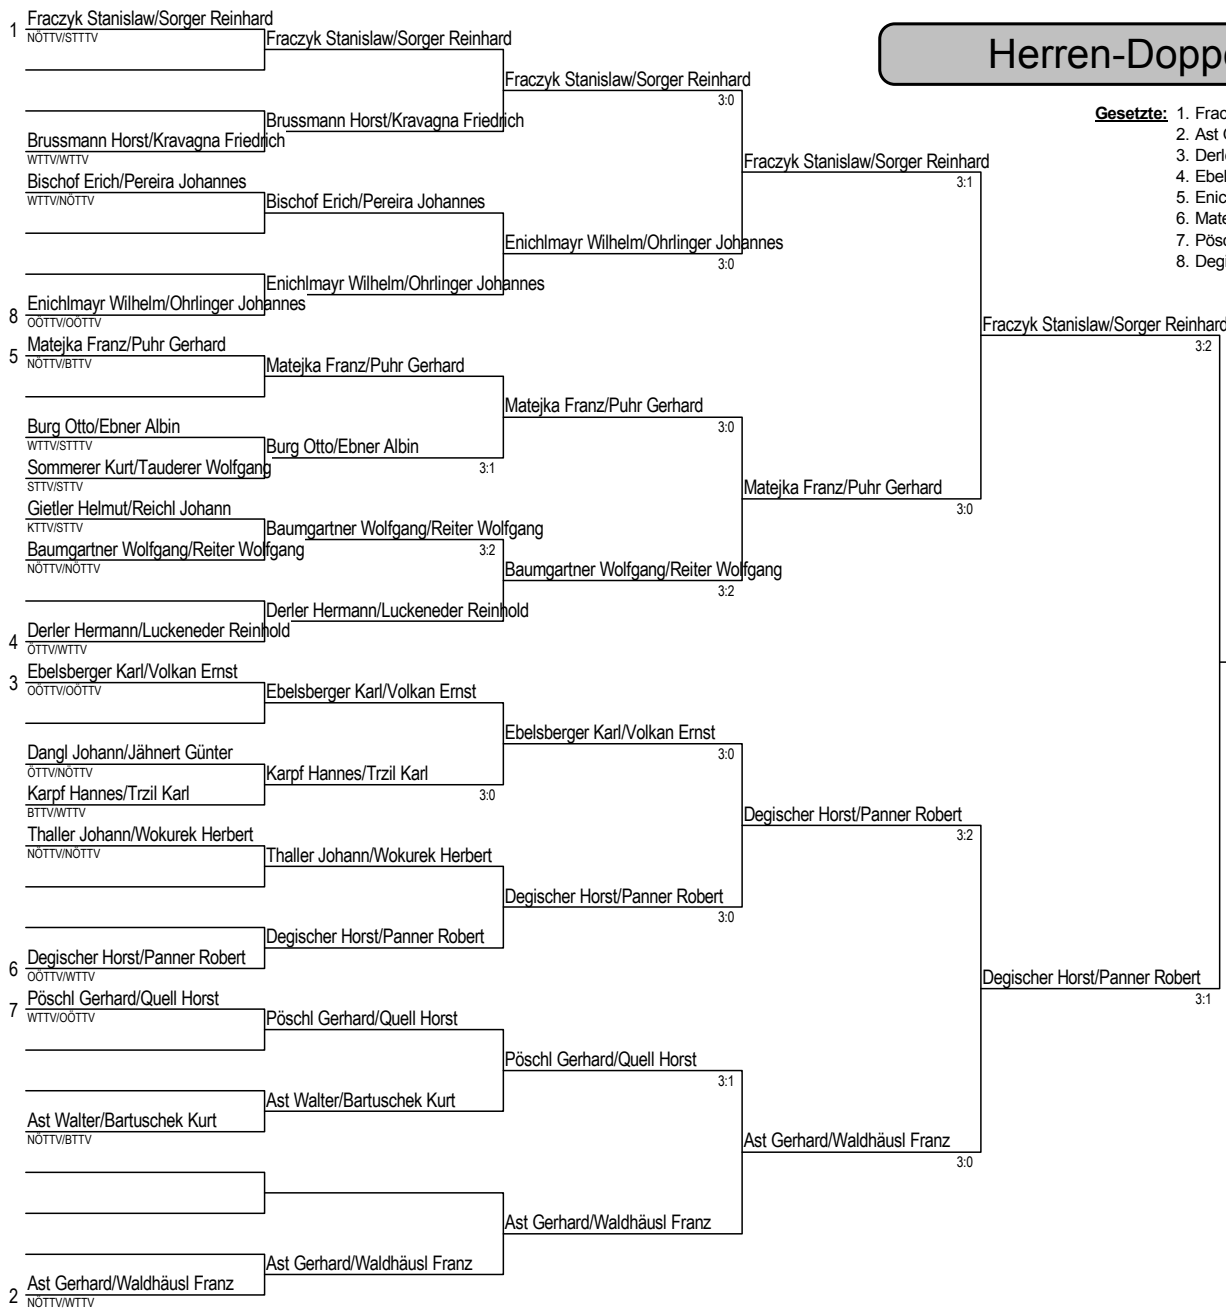 Herren-Doppe
Gesetzte: 1. Frac
2. Ast G
3. Derle
4. Ebel
5. Enic
6. Mate
7. Pösc
8. Degi
1 Fraczyk Stanislaw/Sorger Reinhard
NÖTTV/STTTV
Brussmann Horst/Kravagna Friedrich
WTTV/WTTV
Bischof Erich/Pereira Johannes
WTTV/NÖTTV
8 Enichlmayr Wilhelm/Ohrlinger Johannes
OÖTTV/OÖTTV
5 Matejka Franz/Puhr Gerhard
NÖTTV/BTTV
Burg Otto/Ebner Albin
WTTV/STTTV
Sommerer Kurt/Tauderer Wolfgang
STTV/STTV
Gietler Helmut/Reichl Johann
KTTV/STTV
Baumgartner Wolfgang/Reiter Wolfgang
NÖTTV/NÖTTV
4 Derler Hermann/Luckeneder Reinhold
ÖTTV/WTTV
3 Ebelsberger Karl/Volkan Ernst
OÖTTV/OÖTTV
Dangl Johann/Jähnert Günter
ÖTTV/NÖTTV
Karpf Hannes/Trzil Karl
BTTV/WTTV
Thaller Johann/Wokurek Herbert
NÖTTV/NÖTTV
6 Degischer Horst/Panner Robert
OÖTTV/WTTV
7 Pöschl Gerhard/Quell Horst
WTTV/OÖTTV
Ast Walter/Bartuschek Kurt
NÖTTV/BTTV
2 Ast Gerhard/Waldhäusl Franz
NÖTTV/WTTV
Fraczyk Stanislaw/Sorger Reinhard
Brussmann Horst/Kravagna Friedrich
Bischof Erich/Pereira Johannes
Enichlmayr Wilhelm/Ohrlinger Johannes
Matejka Franz/Puhr Gerhard
Burg Otto/Ebner Albin
3:1
Baumgartner Wolfgang/Reiter Wolfgang
3:2
Derler Hermann/Luckeneder Reinhold
Ebelsberger Karl/Volkan Ernst
Karpf Hannes/Trzil Karl
3:0
Thaller Johann/Wokurek Herbert
Degischer Horst/Panner Robert
Pöschl Gerhard/Quell Horst
Ast Walter/Bartuschek Kurt
Ast Gerhard/Waldhäusl Franz
Fraczyk Stanislaw/Sorger Reinhard
3:0
Enichlmayr Wilhelm/Ohrlinger Johannes
3:0
Matejka Franz/Puhr Gerhard
3:0
Baumgartner Wolfgang/Reiter Wolfgang
3:2
Ebelsberger Karl/Volkan Ernst
3:0
Degischer Horst/Panner Robert
3:0
Pöschl Gerhard/Quell Horst
3:1
Ast Gerhard/Waldhäusl Franz
Fraczyk Stanislaw/Sorger Reinhard
3:1
Matejka Franz/Puhr Gerhard
3:0
Degischer Horst/Panner Robert
3:2
Ast Gerhard/Waldhäusl Franz
3:0
Fraczyk Stanislaw/Sorger Reinhard
3:2
Degischer Horst/Panner Robert
3:1